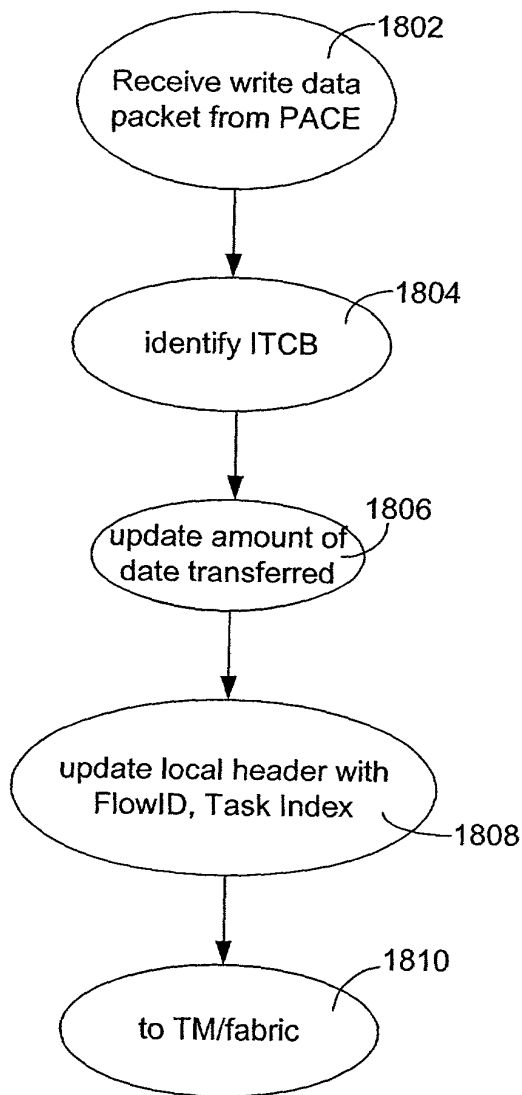 1802
Receive write data
packet from PACE
1804
identify ITCB
1806
update amount of
date transferred
update local header with
FlowID, Task Index
1808
1810
to TM/fabric